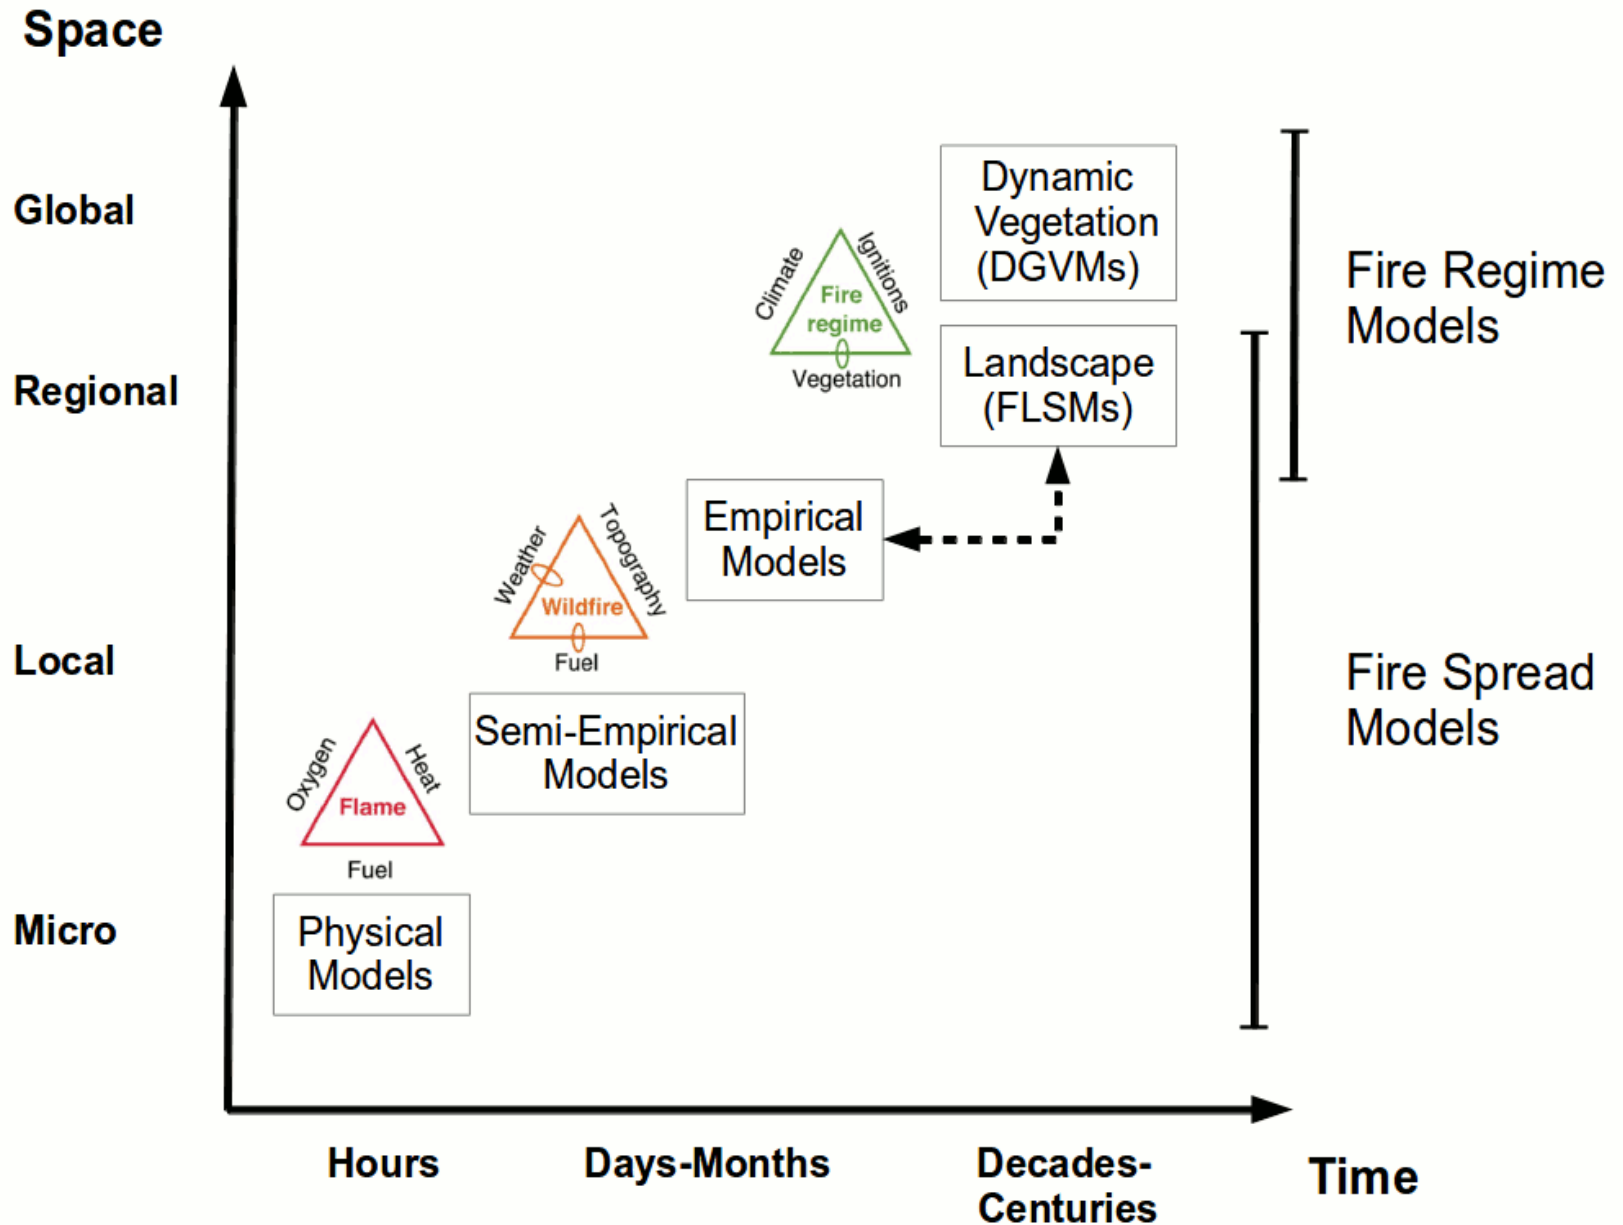 Space
Global
Regional
Local
Micro
Dynamic
Vegetation
(DGVMs)
Landscape
(FLSMs)
Climate
Ignitions
Fire
regime
Vegetation
Empirical
Models
Weather
Topography
Wildfire
Fuel
Semi-Empirical
Models
Oxygen
Heat
Flame
Fuel
Physical
Models
Fire Regime
Models
Fire Spread
Models
Hours
Days-Months
Decades-
Centuries
Time